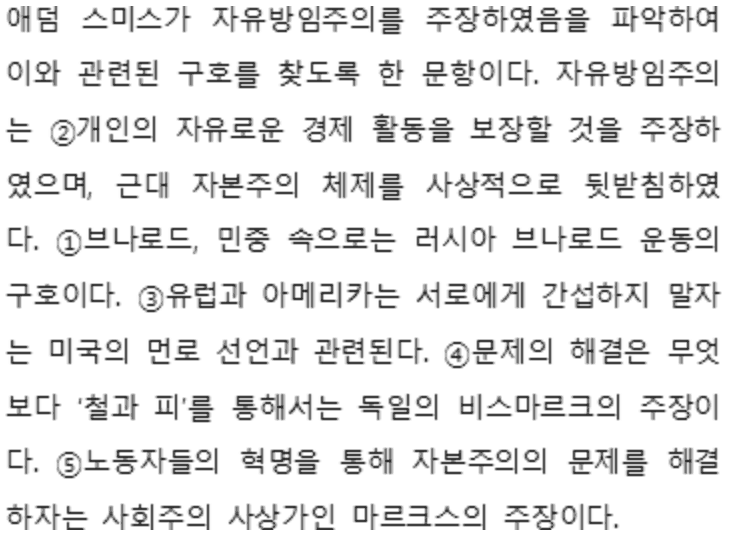 애덤 스미스가 자유방임주의를 주장하였음을 파악하여
이와 관련된 구호를 찾도록 한 문항이다. 자유방임주의
는 ②개인의 자유로운 경제 활동을 보장할 것을 주장하
였으며, 근대 자본주의 체제를 사상적으로 뒷받침하였
다. ①브나로드, 민중 속으로는 러시아 브나로드 운동의
구호이다. ③유럽과 아메리카는 서로에게 간섭하지 말자
는 미국의 먼로 선언과 관련된다. ④문제의 해결은 무엇
보다 '철과 피'를 통해서는 독일의 비스마르크의 주장이
다. ⑤노동자들의 혁명을 통해 자본주의의 문제를 해결
하자는 사회주의 사상가인 마르크스의 주장이다.